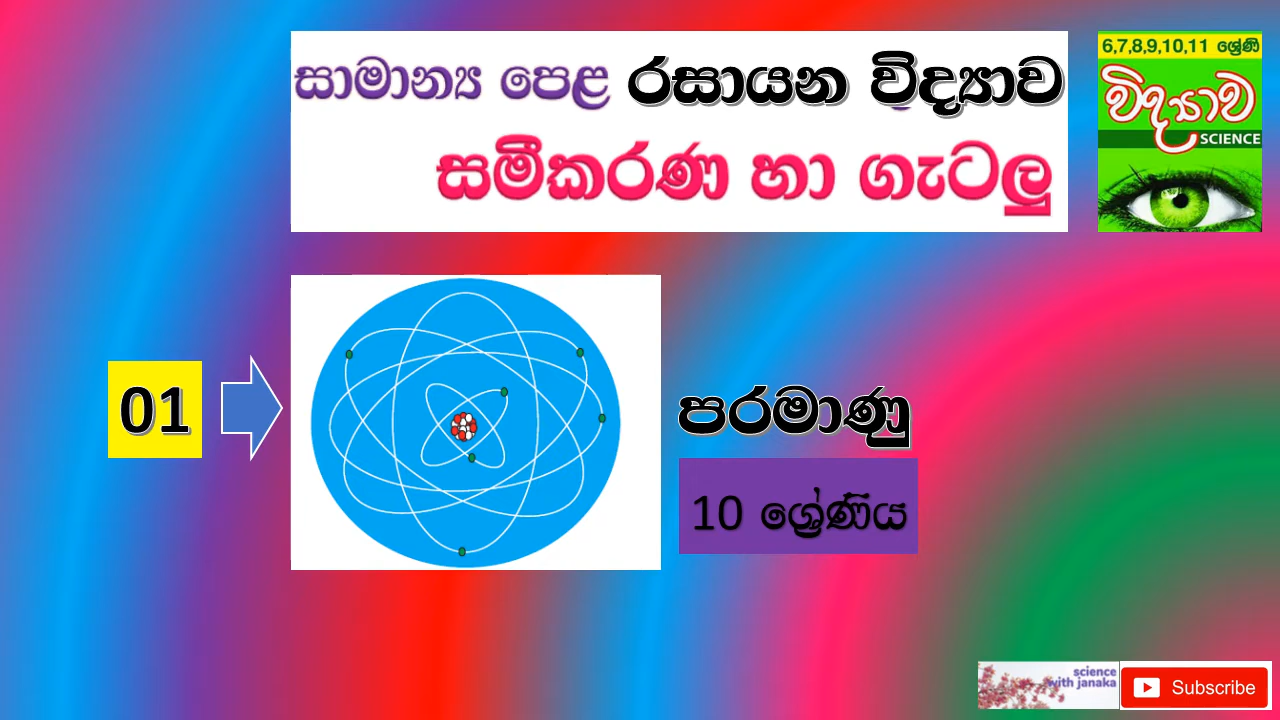 සාමාන්‍ය පෙළ රසායන විද්‍යාව
සමීකරණ හා ගැටලු
6,7,8,9,10,11 ශ්‍රේණි
විද්‍යාව
SCIENCE
01
පරමාණු
10 ශ්‍රේණිය
science
with janaka
Subscribe